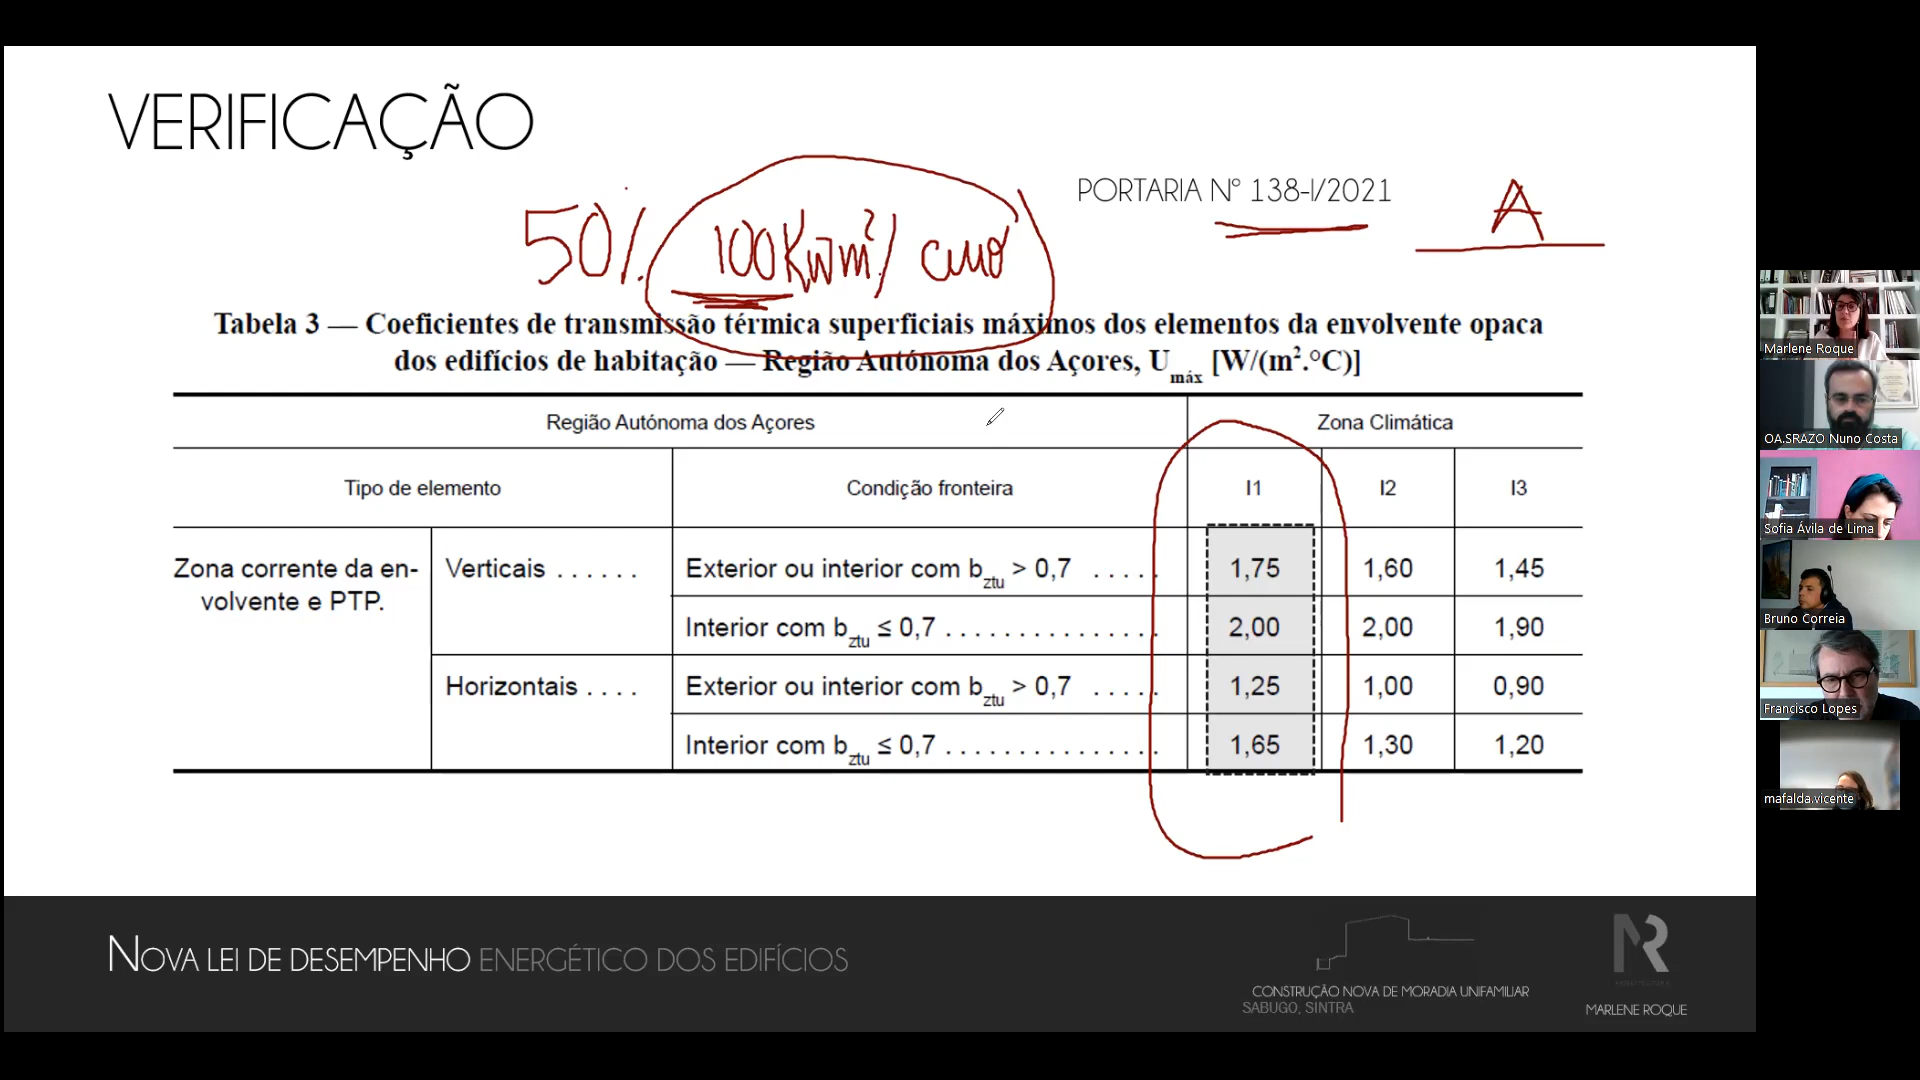 VERIFICAÇÃO
PORTARIA Nº 138-I/2021
A
50%
100 Kwm²/
Tabela 3 — Coeficientes de transmissão térmica superficiais máximos dos elementos da envolvente opaca
dos edifícios de habitação — Região Autónoma dos Açores, Umáx [W/(m².°C)]
Região Autónoma dos Açores Zona Climática
Tipo de elemento Condição fronteira I1 I2 I3
Zona corrente da en-
volvente e PTP.
Verticais . . . . . . Exterior ou interior com bztu > 0,7 . . . . . 1,75 1,60 1,45
Interior com bztu ≤ 0,7 . . . . . . . . . . . . . . . . 2,00 2,00 1,90
Horizontais . . . . Exterior ou interior com bztu > 0,7 . . . . . 1,25 1,00 0,90
Interior com bztu ≤ 0,7 . . . . . . . . . . . . . . . . 1,65 1,30 1,20
NOVA LEI DE DESEMPENHO ENERGÉTICO DOS EDIFÍCIOS
CONSTRUÇÃO NOVA DE MORADIA UNIFAMILIAR
SABUGO, SINTRA
MR
MARLENE ROQUE
Marlene Roque
OA.SRAZO Nuno Costa
Sofia Ávila de Lima
Bruno Correia
Francisco Lopes
mafalda.vicente